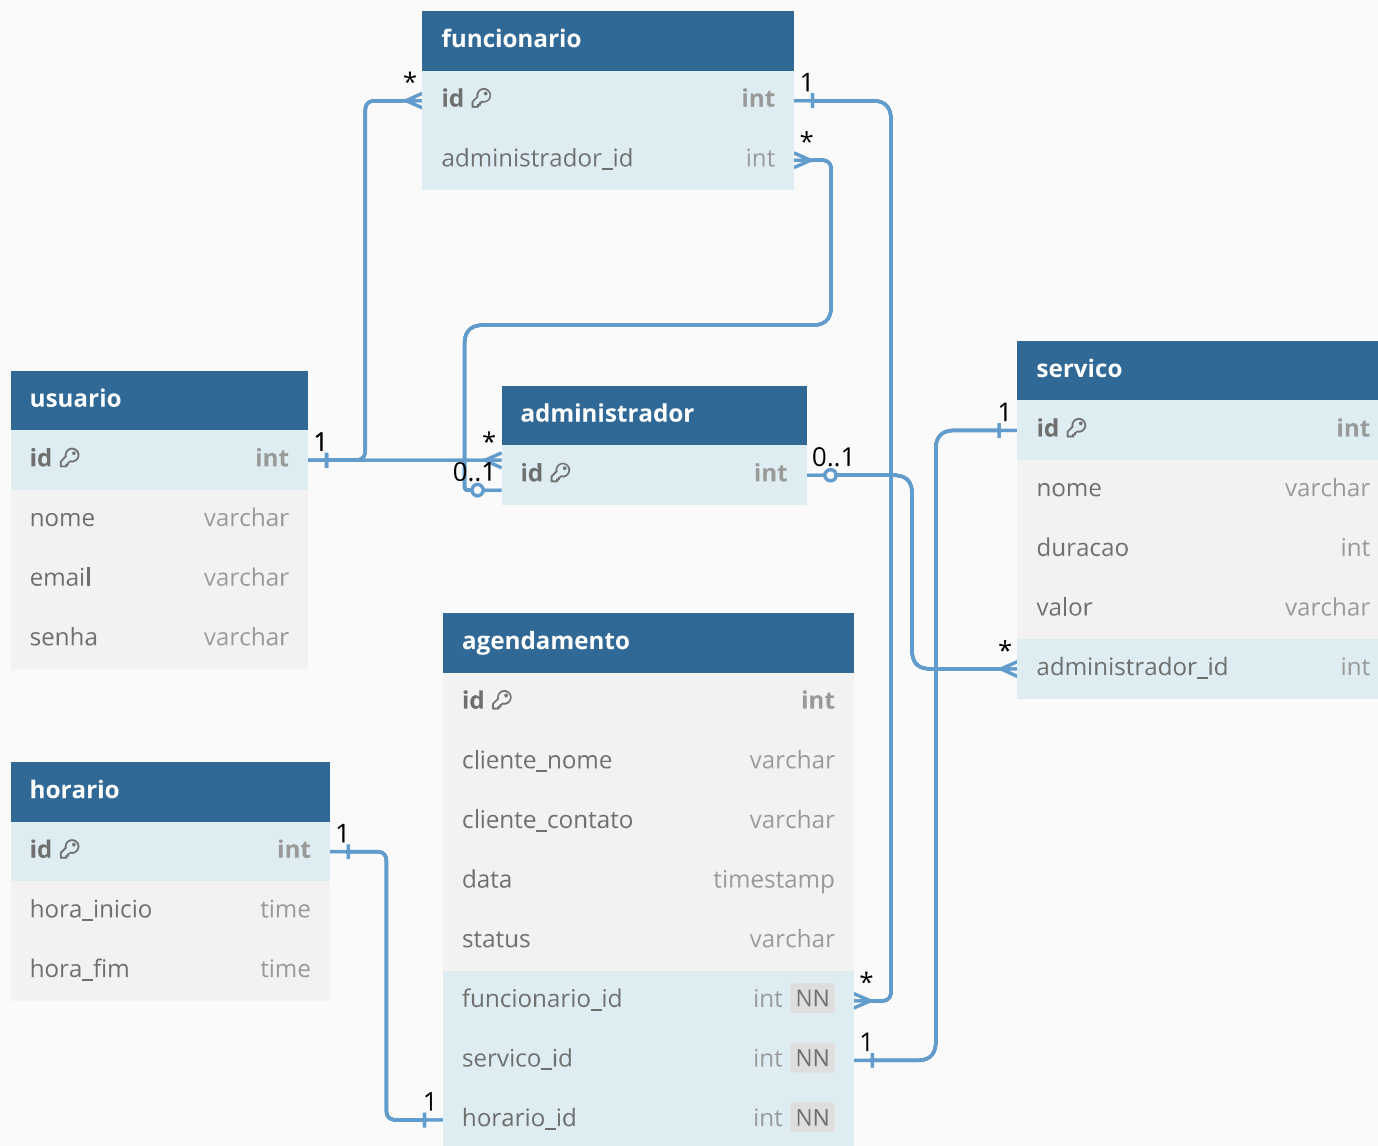 funcionario
* id int 1
administrador_id int *
usuario
id int 1
nome varchar
email varchar
senha varchar
administrador
* 0..1 id int 0..1
servico
1 id int
nome varchar
duracao int
valor varchar
* administrador_id int
agendamento
id int
cliente_nome varchar
cliente_contato varchar
data timestamp
status varchar
funcionario_id int NN *
servico_id int NN 1
1 horario_id int NN
horario
id int 1
hora_inicio time
hora_fim time